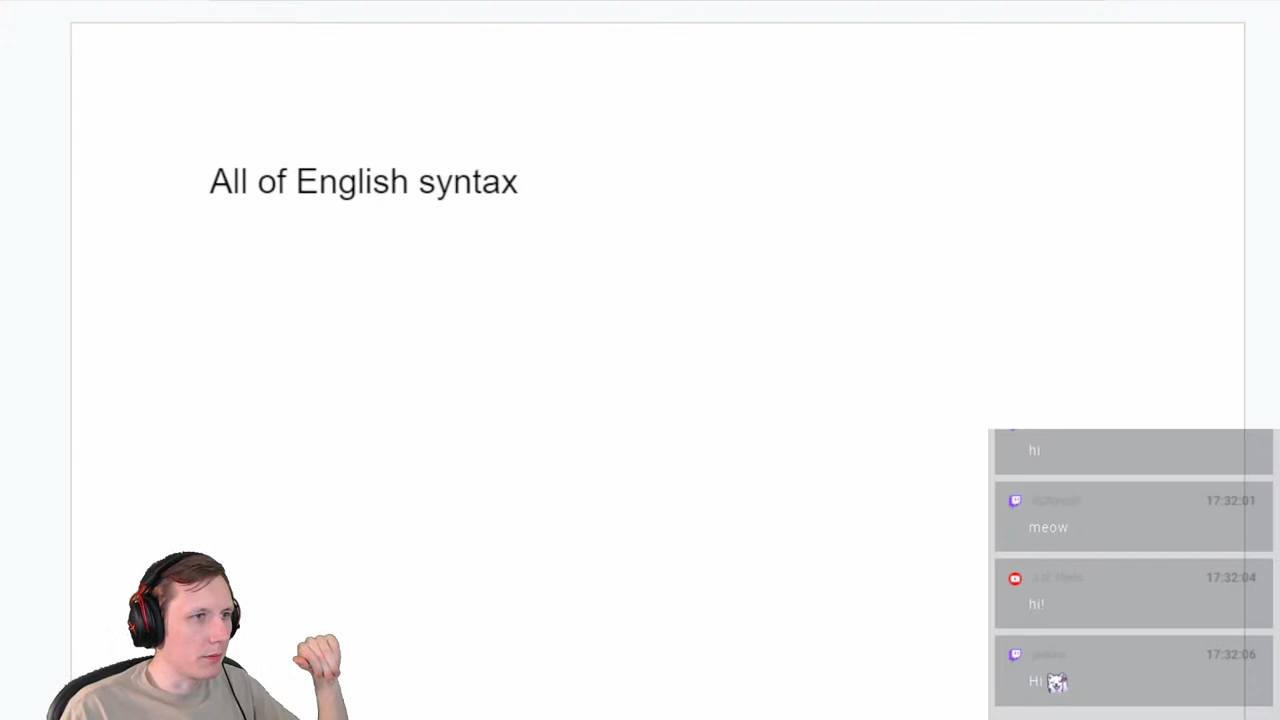 All of English syntax
hi
17:32:01
meow
17:32:04
hi!
17:32:06
Hi